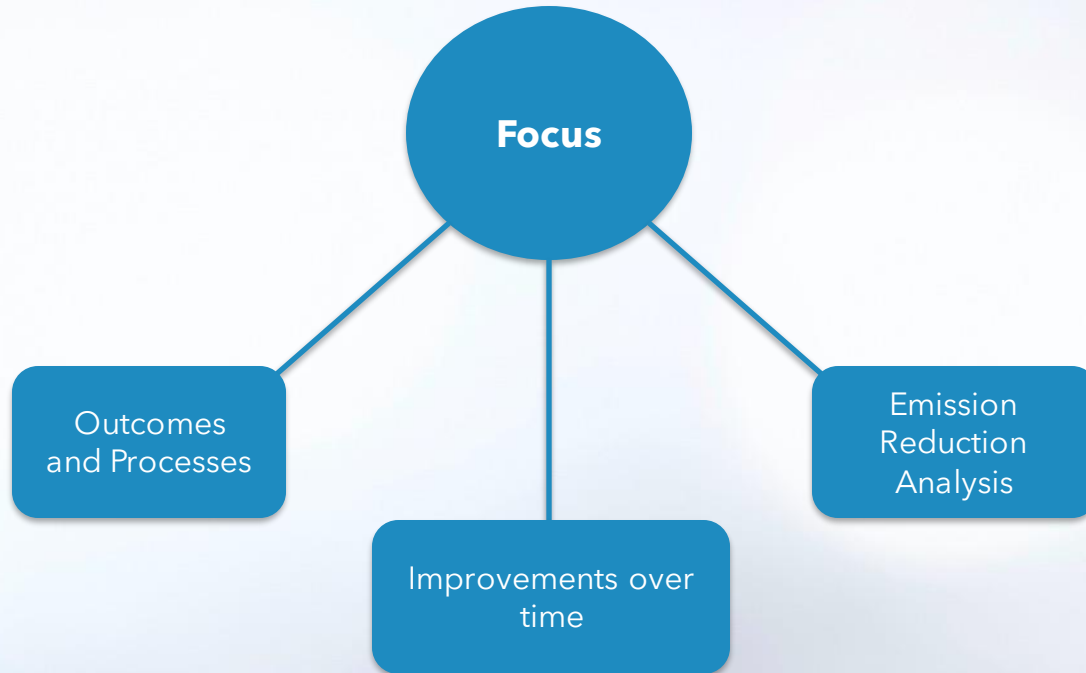 Focus
Outcomes
and Processes
Improvements over
time
Emission
Reduction
Analysis